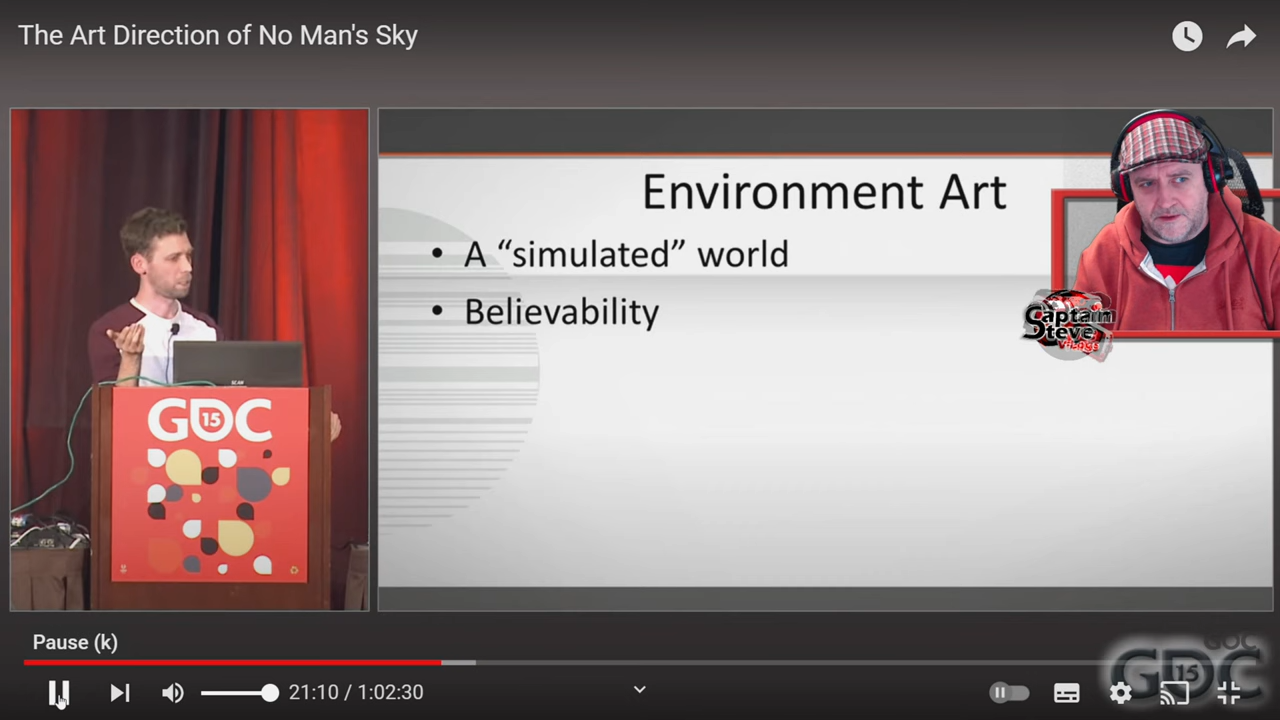 The Art Direction of No Man's Sky
Environment Art
• A “simulated” world
• Believability
Captain
Steve
GDC
15
Pause (k)
21:10 / 1:02:30
GDC
GDC
15